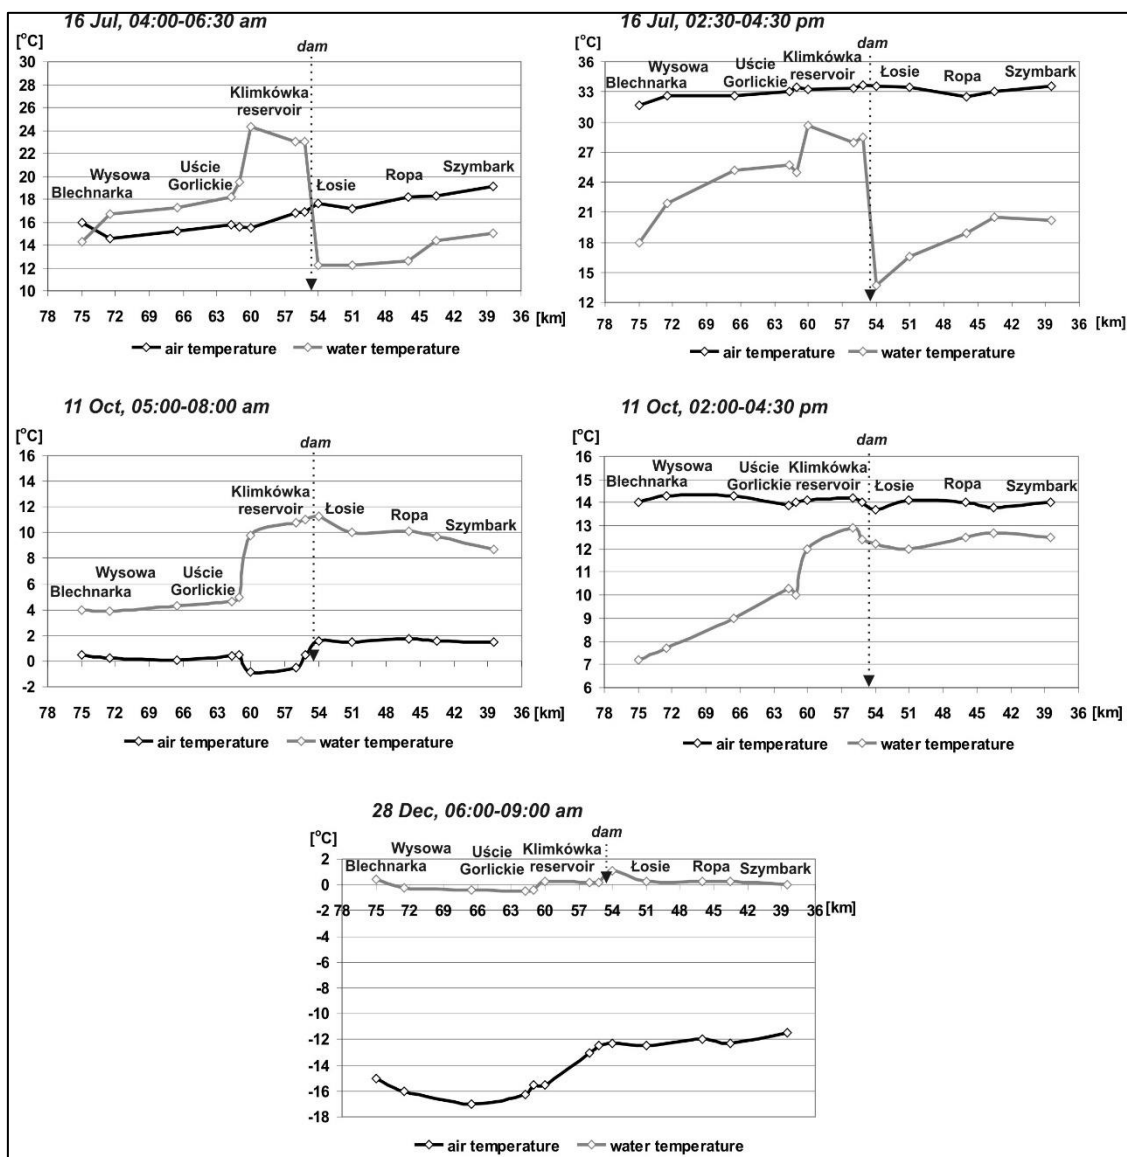 16 Jul, 04:00-06:30 am
[°C]
dam
30
28
26
24
22
20
18
16
14
12
10
Klimkówka
reservoir
Wysowa
Blechnarka
Uście
Gorlickie
Łosie
Ropa
Szymbark
78 75 72 69 66 63 60 57 54 51 48 45 42 39 36 [km]
air temperature water temperature
16 Jul, 02:30-04:30 pm
[°C]
dam
36
33
30
27
24
21
18
15
12
Blechnarka
Wysowa
Uście
Gorlickie
Klimkówka
reservoir
Łosie
Ropa
Szymbark
78 75 72 69 66 63 60 57 54 51 48 45 42 39 36 [km]
air temperature water temperature
11 Oct, 05:00-08:00 am
[°C]
dam
16
14
12
10
8
6
4
2
0
-2
Klimkówka
reservoir
Łosie
Ropa
Szymbark
Wysowa
Blechnarka
Uście
Gorlickie
78 75 72 69 66 63 60 57 54 51 48 45 42 39 36 [km]
air temperature water temperature
11 Oct, 02:00-04:30 pm
[°C]
dam
16
15
14
13
12
11
10
9
8
7
6
Blechnarka
Wysowa
Uście
Gorlickie
Klimkówka
reservoir
Łosie
Ropa
Szymbark
78 75 72 69 66 63 60 57 54 51 48 45 42 39 36 [km]
air temperature water temperature
28 Dec, 06:00-09:00 am
[°C]
dam
2
0
-2
-4
-6
-8
-10
-12
-14
-16
-18
Blechnarka
Wysowa
Uście
Gorlickie
Klimkówka
reservoir
Łosie
Ropa
Szymbark
78 75 72 69 66 63 60 57 54 51 48 45 42 39 36 [km]
air temperature water temperature